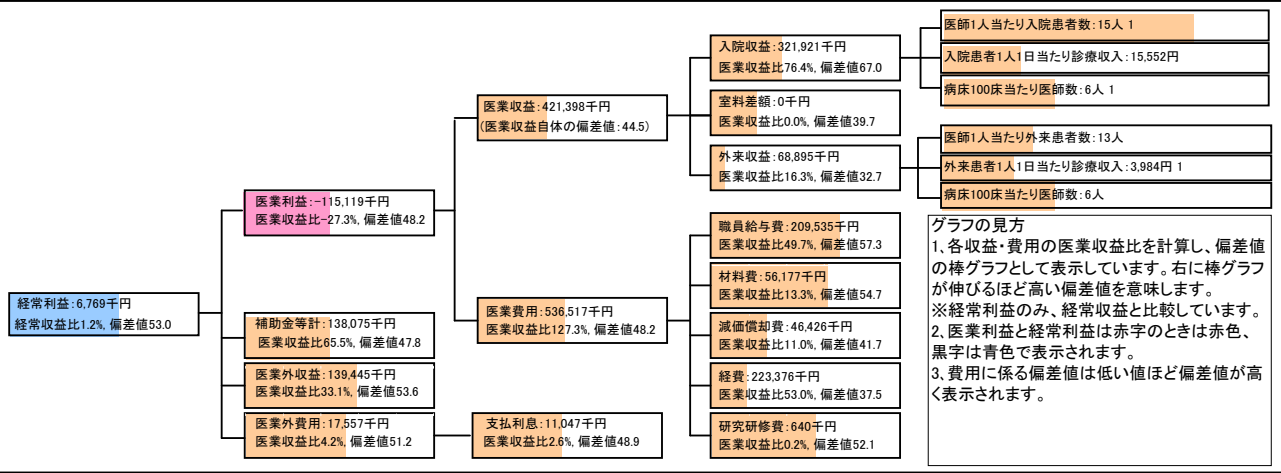 経常利益:6,769千円
経常収支比1.2%, 偏差値53.0
医業利益:-115,119千円
医業収益比-27.3%, 偏差値48.2
補助金等計:138,075千円
医業収益比65.5%, 偏差値47.8
医業外収益:139,445千円
医業収益比33.1%, 偏差値53.6
医業外費用:17,557千円
医業収益比4.2%, 偏差値51.2
支払利息:11,047千円
医業収益比2.6%, 偏差値48.9
医業収益:421,398千円
(医業収益自体の偏差値:44.5)
医業費用:536,517千円
医業収益比127.3%, 偏差値48.2
入院収益:321,921千円
医業収益比76.4%, 偏差値67.0
室料差額:0千円
医業収益比0.0%, 偏差値39.7
外来収益:68,895千円
医業収益比16.3%, 偏差値32.7
職員給与費:209,535千円
医業収益比49.7%, 偏差値57.3
材料費:56,177千円
医業収益比13.3%, 偏差値54.7
減価償却費:46,426千円
医業収益比11.0%, 偏差値41.7
経費:223,376千円
医業収益比53.0%, 偏差値37.5
研究研修費:640千円
医業収益比0.2%, 偏差値52.1
医師1人当たり入院患者数:15人 1
入院患者1人1日当たり診療収入:15,552円
病床100床当たり医師数:6人 1
医師1人当たり外来患者数:13人
外来患者1人1日当たり診療収入:3,984円 1
病床100床当たり医師数:6人
グラフの見方
1、各収益・費用の医業収益比を計算し、偏差値
の棒グラフとして表示しています。右に棒グラフ
が伸びるほど高い偏差値を意味します。
※経常利益のみ、経常収益と比較しています。
2、医業利益と経常利益は赤字のときは赤色、
黒字は青色で表示されます。
3、費用に係る偏差値は低い値ほど偏差値が高
く表示されます。